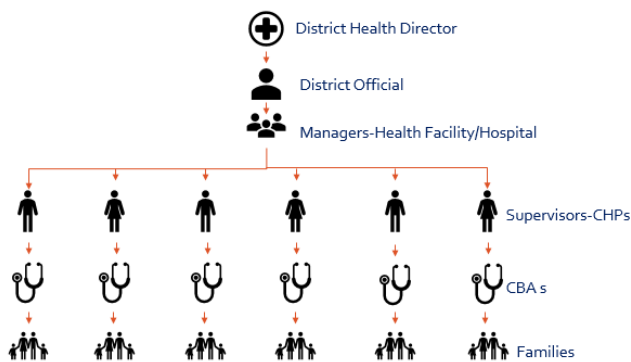 District Health Director
District Official
Managers-Health Facility/Hospital
Supervisors-CHPs
CBA s
Families